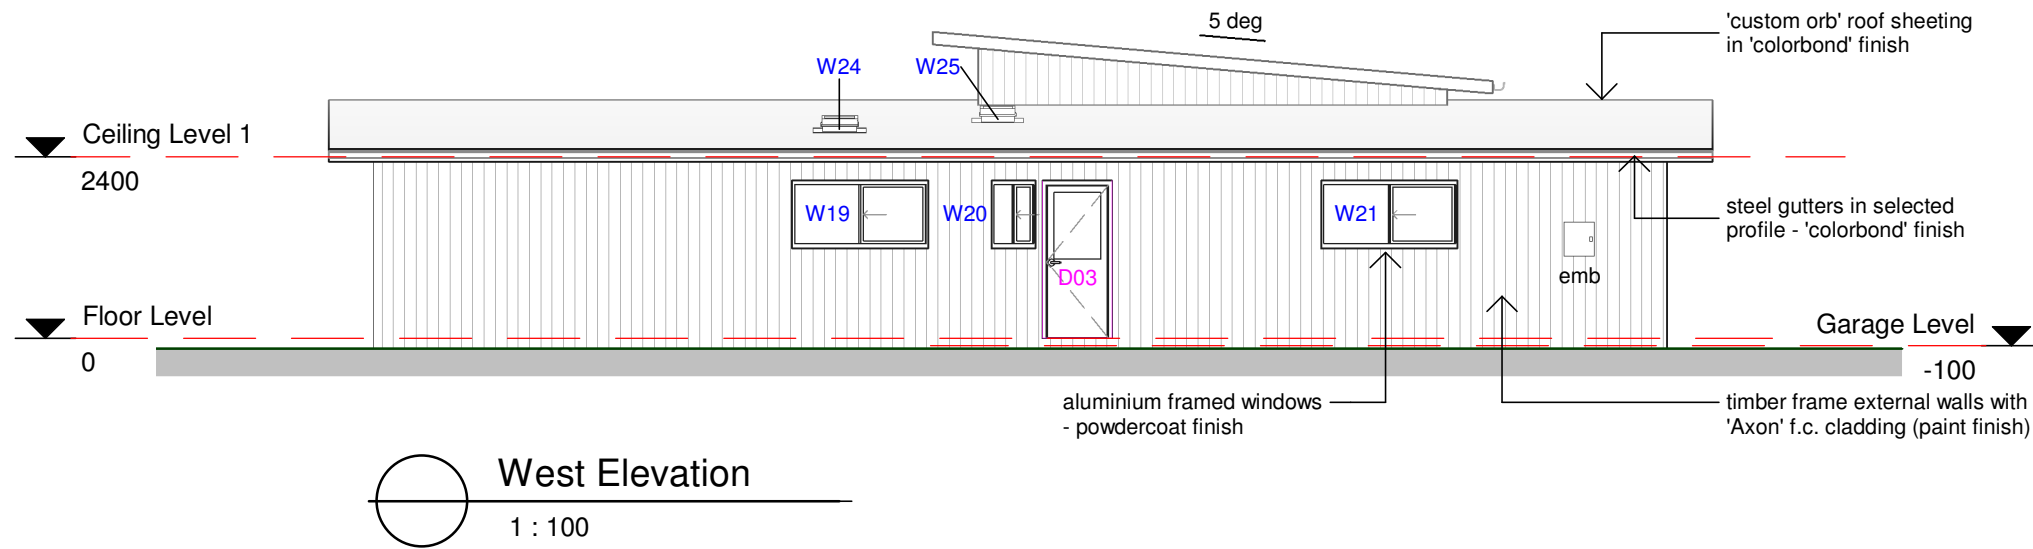 5 deg
'custom orb' roof sheeting
in 'colorbond' finish
W24
W25
Ceiling Level 1
2400
W19
W20
W21
steel gutters in selected
profile - 'colorbond' finish
D03
emb
Floor Level
0
Garage Level
-100
aluminium framed windows
- powdercoat finish
timber frame external walls with
'Axon' f.c. cladding (paint finish)
West Elevation
1 : 100